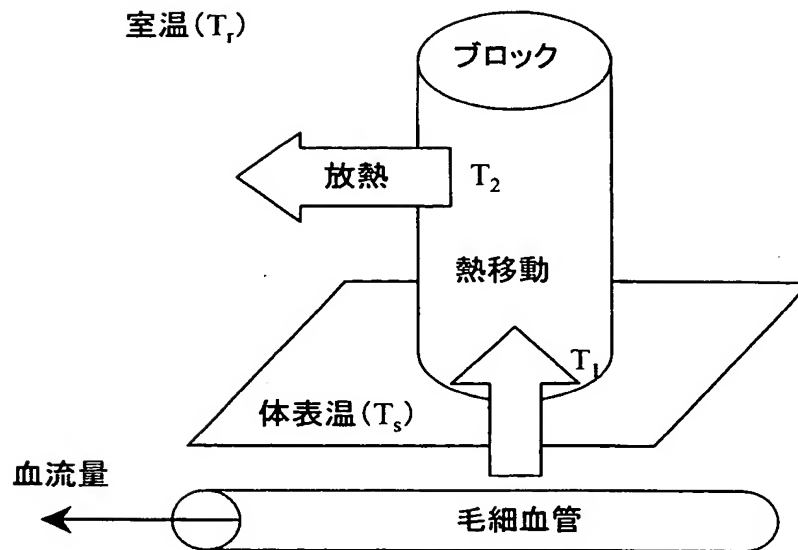 室温(Tr)
ブロック
放熱
T2
熱移動
T1
体表温(Ts)
血流量
毛細血管